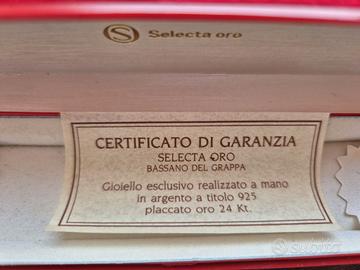 S Selecta oro
CERTIFICATO DI GARANZIA
SELECTA ORO
BASSANO DEL GRAPPA
Gioiello esclusivo realizzato a mano
in argento a titolo 925
placcato oro 24 Kt.
SUBITO